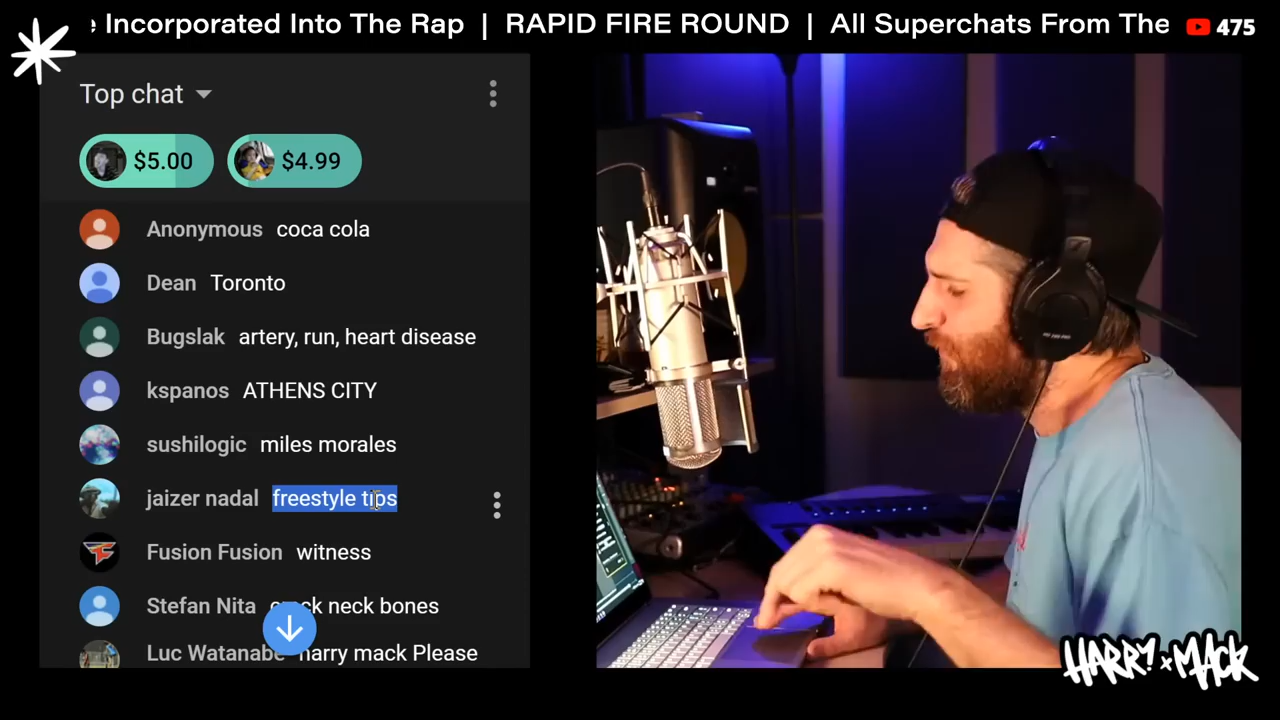 e Incorporated Into The Rap | RAPID FIRE ROUND | All Superchats From The
475
Top chat
$5.00
$4.99
Anonymous coca cola
Dean Toronto
Bugslak artery, run, heart disease
kspanos ATHENS CITY
sushilogic miles morales
jaizer nadal freestyle tips
Fusion Fusion witness
Stefan Nita neck bones
Luc Watanabe harry mack Please
HARRY x MACK